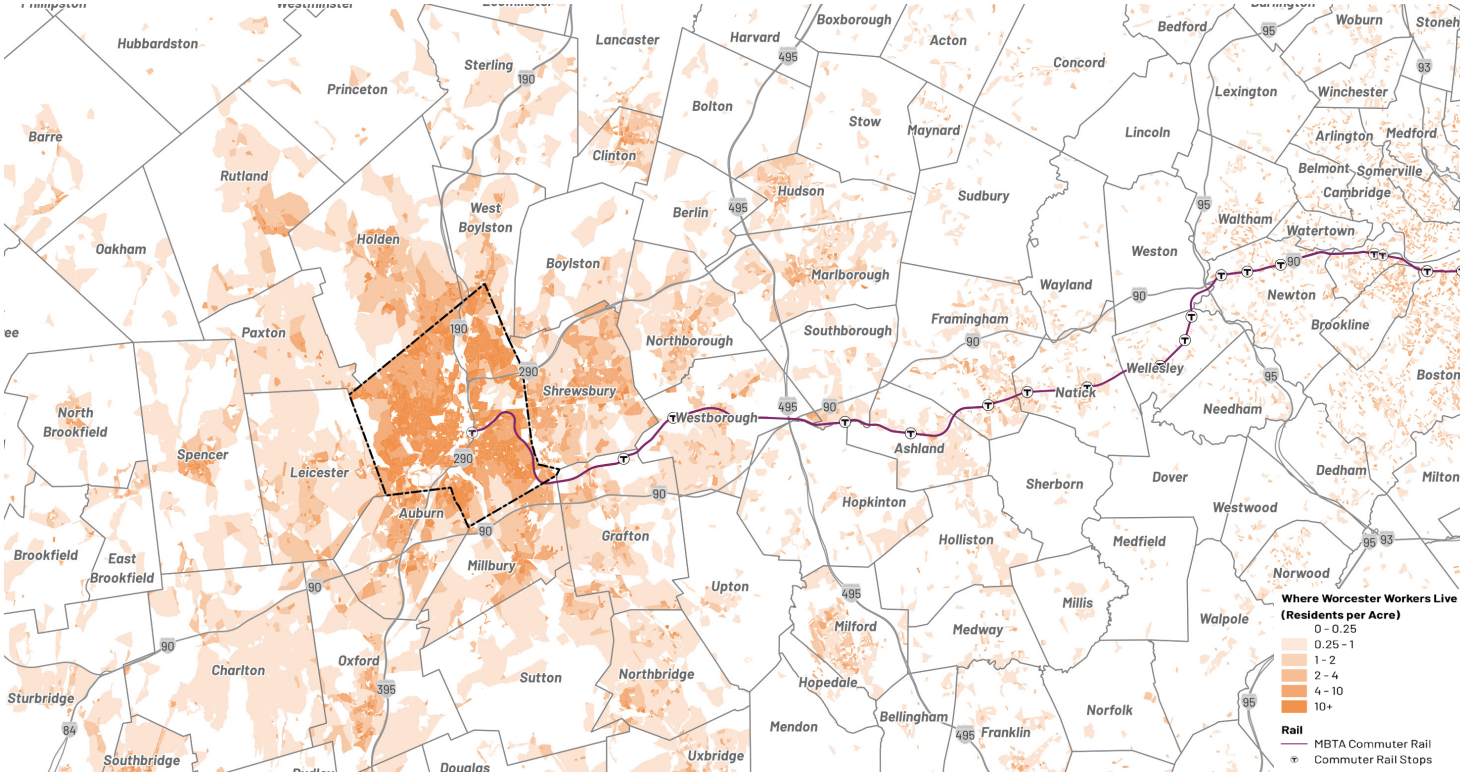 Phillipston
Westminster
Leominster
Hubbardston
Sterling
190
Lancaster
Harvard
495
Boxborough
Acton
Bedford
Burlington
95
Woburn
Princeton
Bolton
Stow
Maynard
Concord
Lexington
Winchester
93
Barre
Clinton
Lincoln
Arlington
Medford
Rutland
Hudson
Sudbury
Belmont
Somerville
Cambridge
Oakham
Holden
West
Boylston
Berlin
495
95
Waltham
Watertown
Boylston
Marlborough
Weston
90
Newton
Wayland
90
Paxton
190
Northborough
Southborough
Framingham
90
Brookline
290
Shrewsbury
Wellesley
95
Boston
North
Brookfield
Westborough
495
90
Natick
Needham
Spencer
Leicester
290
Ashland
Auburn
90
Sherborn
Dover
Dedham
Milton
Hopkinton
Westwood
Brookfield
East
Brookfield
90
Grafton
Holliston
Medfield
95
93
Millbury
90
Upton
495
Norwood
Millis
Walpole
Milford
Medway
90
Charlton
Oxford
395
Sutton
Northbridge
Hopedale
Sturbridge
84
Mendon
Bellingham
495
Franklin
Norfolk
95
Southbridge
Dudley
Douglas
Uxbridge
Where Worcester Workers Live
(Residents per Acre)
0 - 0.25
0.25 - 1
1 - 2
2 - 4
4 - 10
10+
Rail
MBTA Commuter Rail
Commuter Rail Stops